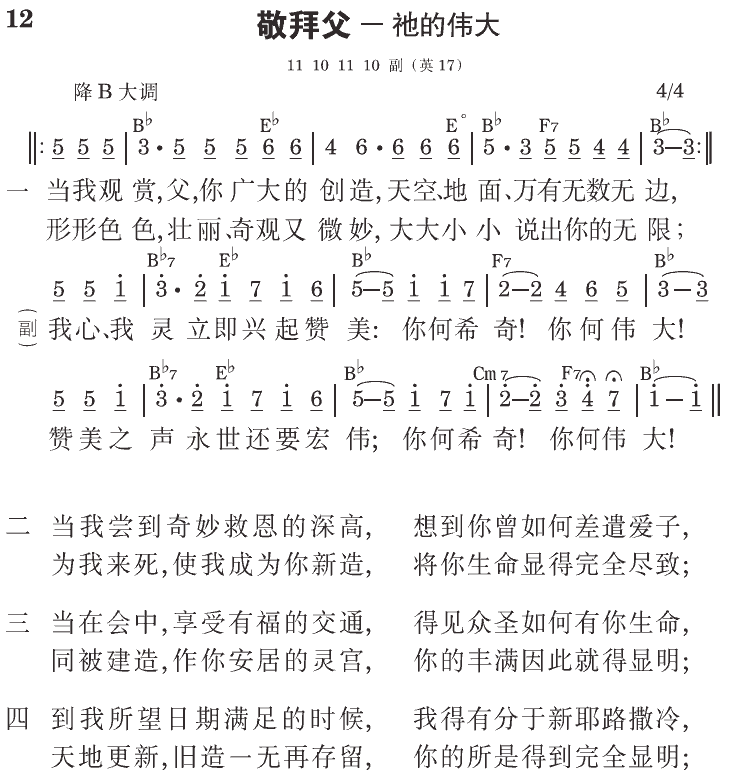 12 敬拜父 — 祂的伟大
11 10 11 10 副（英17）
降B大调 4/4
B♭ E♭ E° B♭ F7 B♭
‖: 5 5 5 | 3 · 5 5 5 6 6 | 4 6 · 6 6 6 | 5 · 3 5 5 4 4 | 3—3 :‖
一 当我观赏,父,你广大的创造,天空、地面、万有无数无边,
形形色色,壮丽、奇观又微妙,大大小小说出你的无限;
B♭7 E♭ B♭ F7 B♭
5 5 1̇ | 3̇ · 2̇ 1̇ 7 1̇ 6 | 5—5 1̇ 1̇ 7 | 2—2 4 6 5 | 3—3
（副） 我心、我灵立即兴起赞美: 你何希奇! 你何伟大!
B♭7 E♭ B♭ Cm7 F7 B♭
5 5 1̇ | 3̇ · 2̇ 1̇ 7 1̇ 6 | 5—5 1̇ 7 1̇ | 2̇—2̇ 3̇ 4̇ 7 | 1̇—1̇ ‖
赞美之声永世还要宏伟; 你何希奇! 你何伟大!
二 当我尝到奇妙救恩的深高, 想到你曾如何差遣爱子,
为我来死,使我成为你新造, 将你生命显得完全尽致;
三 当在会中,享受有福的交通, 得见众圣如何有你生命,
同被建造,作你安居的灵宫, 你的丰满因此就得显明;
四 到我所望日期满足的时候, 我得有分于新耶路撒冷,
天地更新,旧造一无再存留, 你的所是得到完全显明;